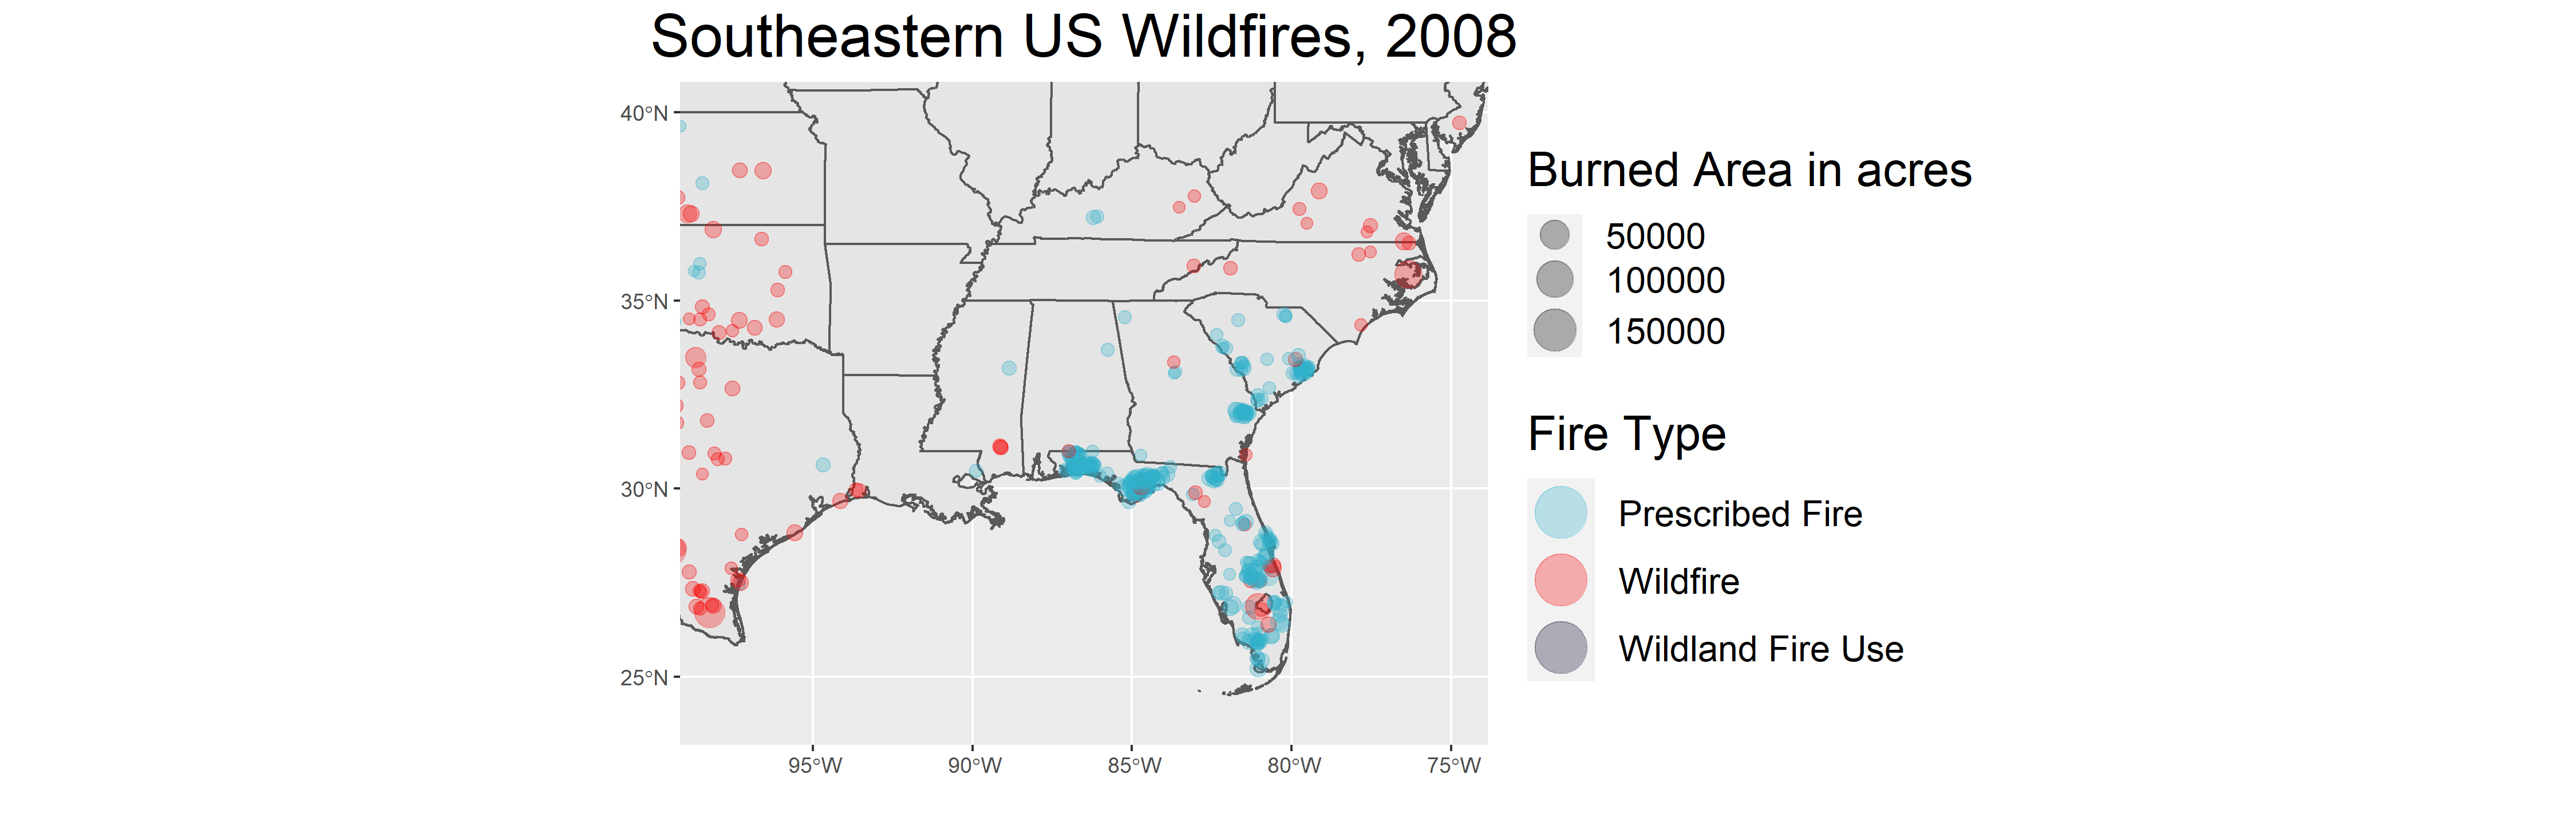 Southeastern US Wildfires, 2008
40°N
35°N
30°N
25°N
95°W
90°W
85°W
80°W
75°W
Burned Area in acres
50000
100000
150000
Fire Type
Prescribed Fire
Wildfire
Wildland Fire Use